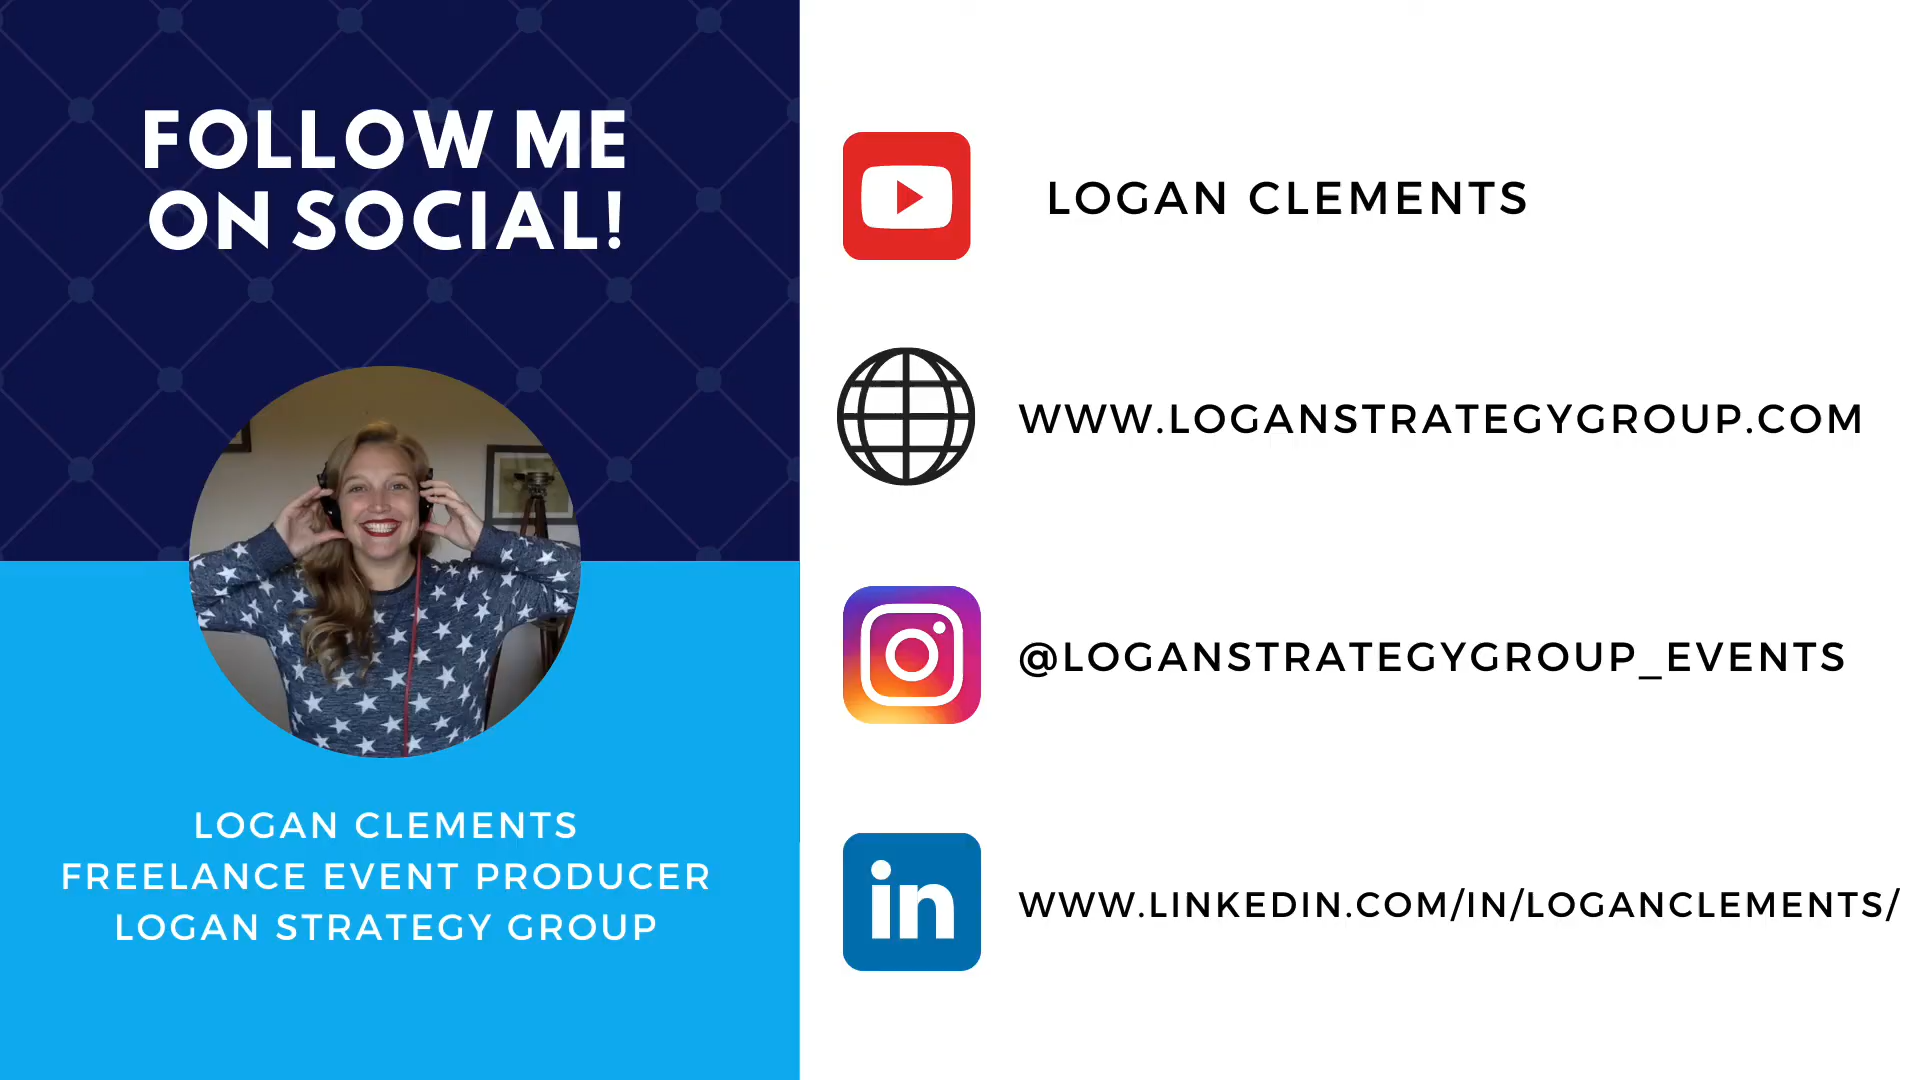 FOLLOW ME
ON SOCIAL!
LOGAN CLEMENTS
FREELANCE EVENT PRODUCER
LOGAN STRATEGY GROUP
LOGAN CLEMENTS
WWW.LOGANSTRATEGYGROUP.COM
@LOGANSTRATEGYGROUP_EVENTS
in
WWW.LINKEDIN.COM/IN/LOGANCLEMENTS/